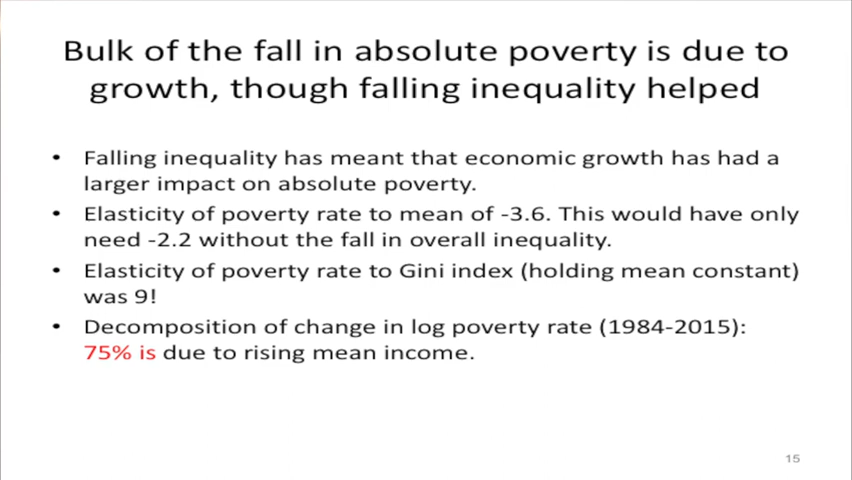 Bulk of the fall in absolute poverty is due to
growth, though falling inequality helped
• Falling inequality has meant that economic growth has had a
larger impact on absolute poverty.
• Elasticity of poverty rate to mean of -3.6. This would have only
need -2.2 without the fall in overall inequality.
• Elasticity of poverty rate to Gini index (holding mean constant)
was 9!
• Decomposition of change in log poverty rate (1984-2015):
75% is due to rising mean income.
15